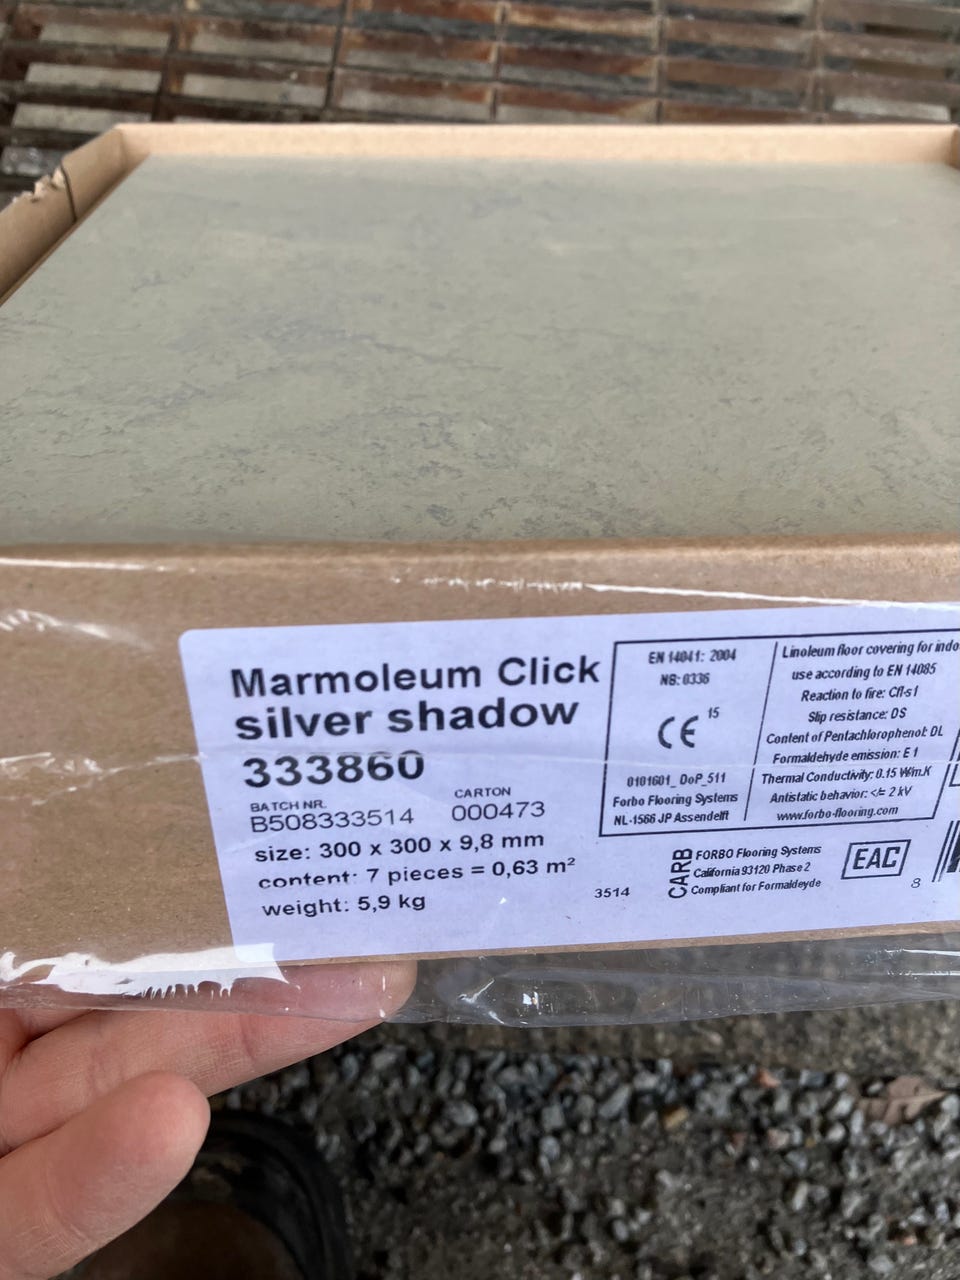 Marmoleum Click
silver shadow
333860
BATCH NR.
B508333514
CARTON
000473
size: 300 x 300 x 9,8 mm
content: 7 pieces = 0,63 m²
weight: 5,9 kg
3514
EN 14041: 2004
NB: 0336
CE 15
0101601_DoP_511
Forbo Flooring Systems
NL-1566 JP Assendelft
Linoleum floor covering for
use according to EN 14085
Reaction to fire: Cfl-s1
Slip resistance: DS
Content of Pentachlorophenol: DL
Formaldehyde emission: E 1
Thermal Conductivity: 0.15 W/m.K
Antistatic behavior: </= 2 kV
www.forbo-flooring.com
CARB
FORBO Flooring Systems
California 93120 Phase 2
Compliant for Formaldeyde
EAC
8